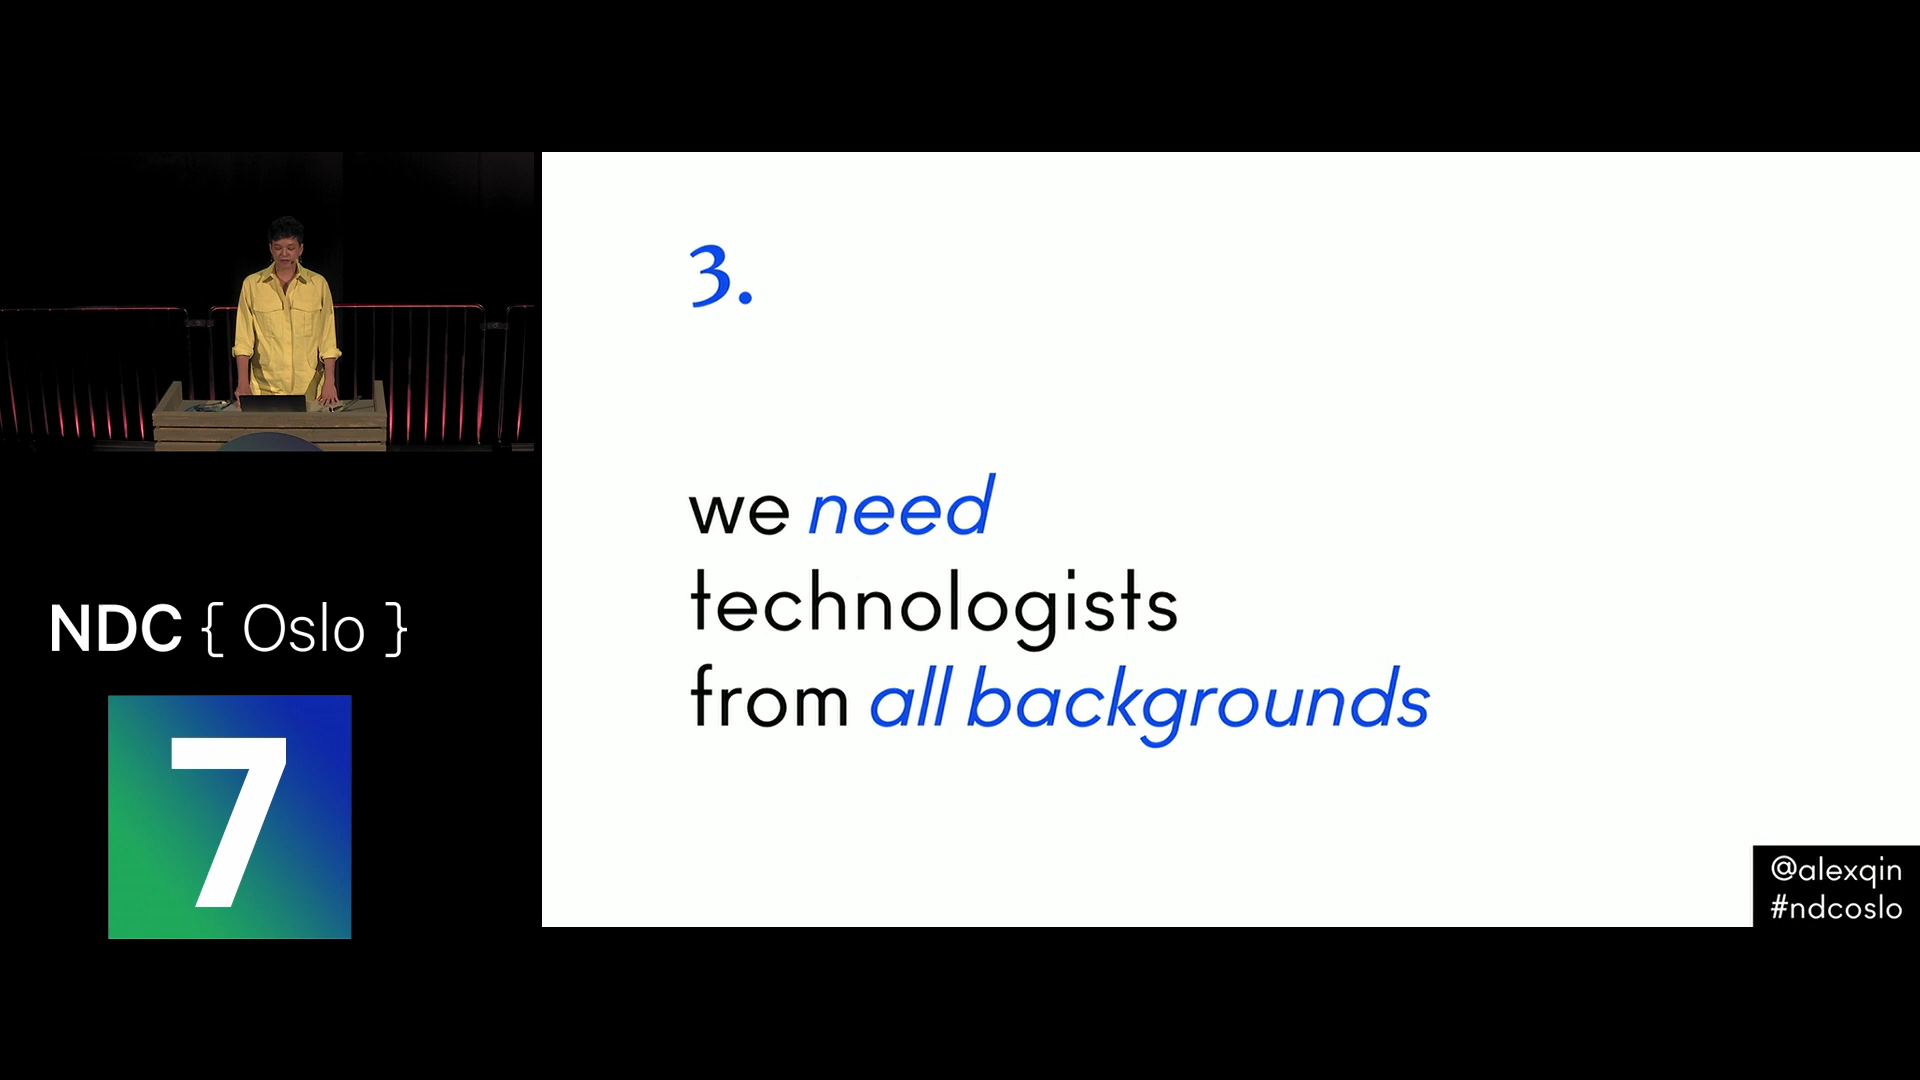 3.
we need
technologists
from all backgrounds
NDC { Oslo }
7
@alexqin
#ndcoslo